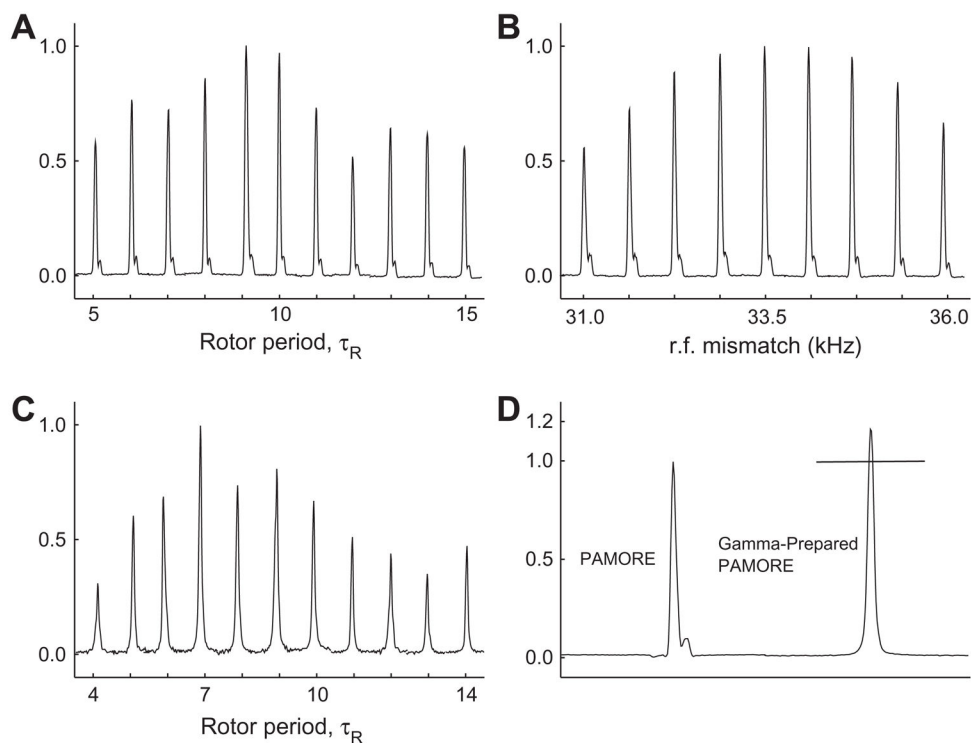 A
1.0
0.5
0.0
5
10
15
Rotor period, τR
B
1.0
0.5
0.0
31.0
33.5
36.0
r.f. mismatch (kHz)
C
1.0
0.5
0.0
4
7
10
14
Rotor period, τR
D
1.2
1.0
0.5
0.0
PAMORE
Gamma-Prepared
PAMORE